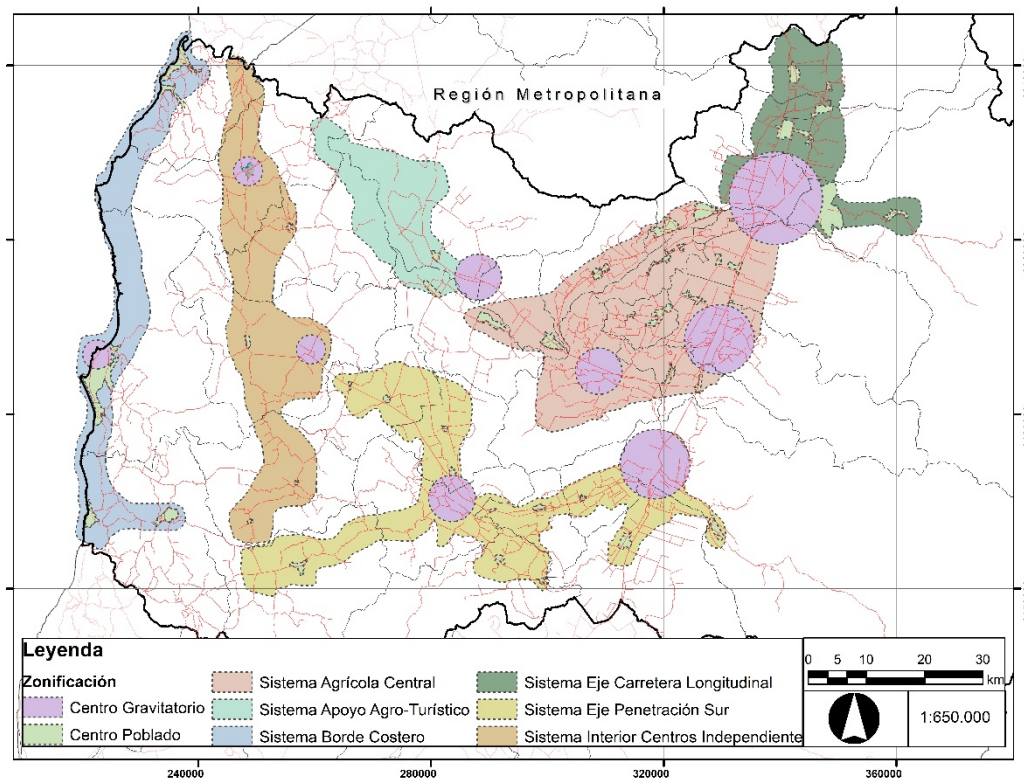 Región Metropolitana
Leyenda
Zonificación
Centro Gravitatorio
Centro Poblado
Sistema Agrícola Central
Sistema Apoyo Agro-Turístico
Sistema Borde Costero
Sistema Eje Carretera Longitudinal
Sistema Eje Penetración Sur
Sistema Interior Centros Independiente
0 5 10 20 30
km
1:650.000
240000 280000 320000 360000